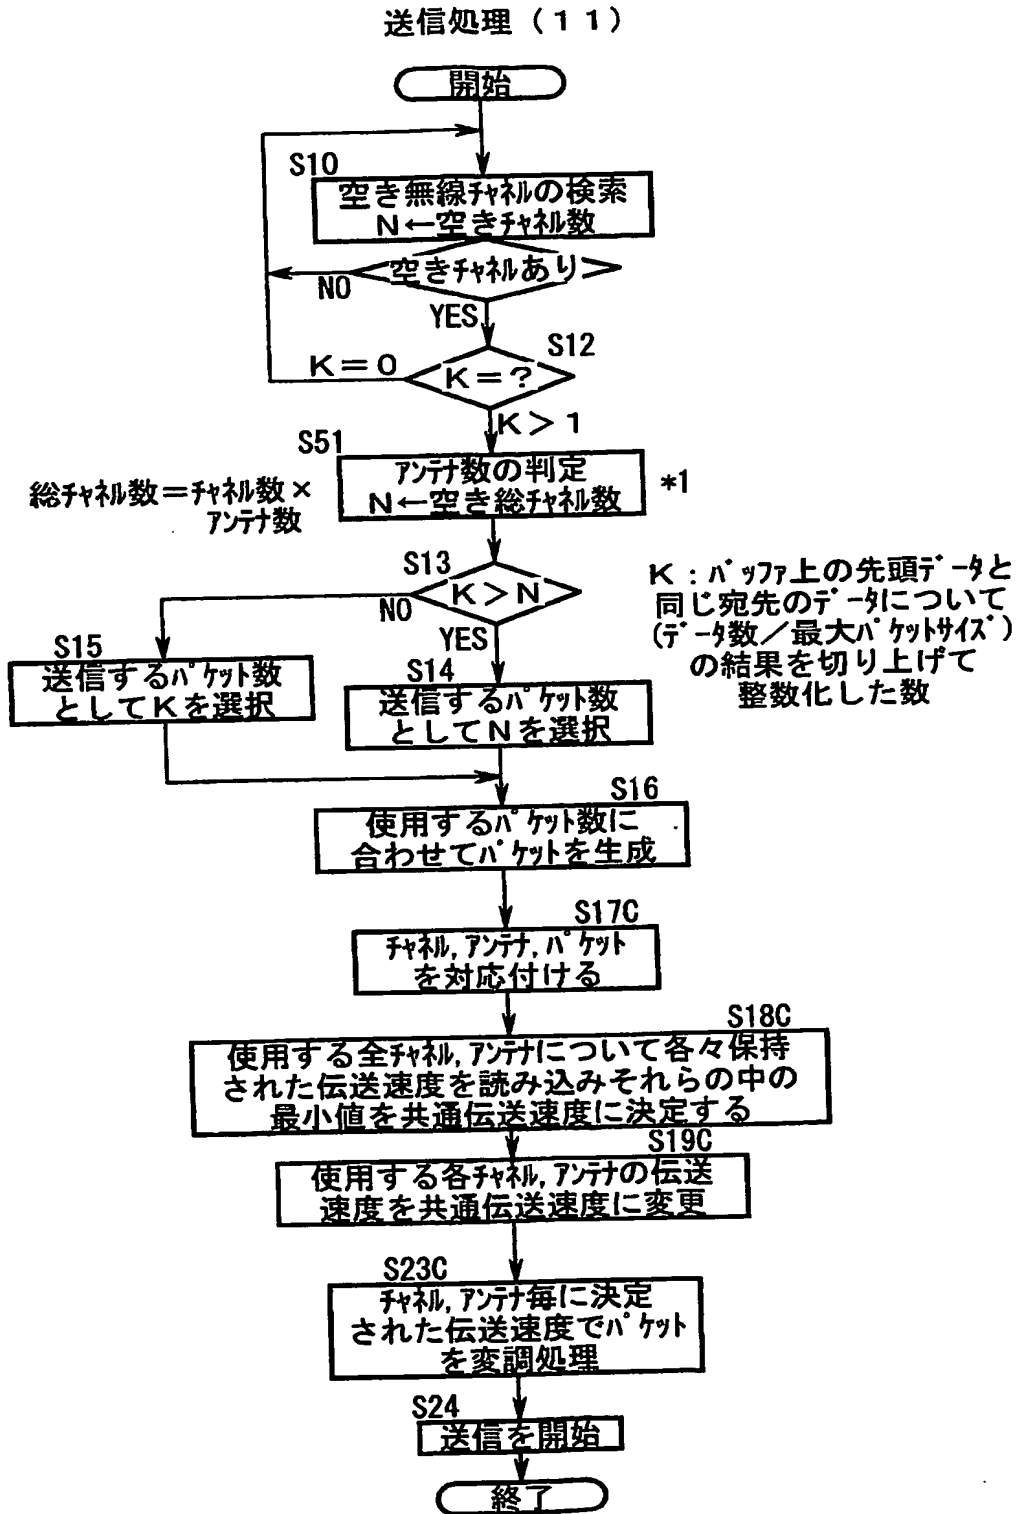 送信処理（１１）
開始
S10
空き無線ﾁｬﾈﾙの検索
N←空きﾁｬﾈﾙ数
空きﾁｬﾈﾙあり
NO
YES
S12
K＝0
K＝？
K＞1
S51
ｱﾝﾃﾅ数の判定
N←空き総ﾁｬﾈﾙ数
*1
総ﾁｬﾈﾙ数＝ﾁｬﾈﾙ数×
ｱﾝﾃﾅ数
S13
K＞N
NO
YES
K：ﾊﾞｯﾌｧ上の先頭ﾃﾞｰﾀと
同じ宛先のﾃﾞｰﾀについて
(ﾃﾞｰﾀ数／最大ﾊﾟｹｯﾄｻｲｽﾞ)
の結果を切り上げて
整数化した数
S15
送信するﾊﾟｹｯﾄ数
としてKを選択
S14
送信するﾊﾟｹｯﾄ数
としてNを選択
S16
使用するﾊﾟｹｯﾄ数に
合わせてﾊﾟｹｯﾄを生成
S17C
ﾁｬﾈﾙ,ｱﾝﾃﾅ,ﾊﾟｹｯﾄ
を対応付ける
S18C
使用する全ﾁｬﾈﾙ,ｱﾝﾃﾅについて各々保持
された伝送速度を読み込みそれらの中の
最小値を共通伝送速度に決定する
S19C
使用する各ﾁｬﾈﾙ,ｱﾝﾃﾅの伝送
速度を共通伝送速度に変更
S23C
ﾁｬﾈﾙ,ｱﾝﾃﾅ毎に決定
された伝送速度でﾊﾟｹｯﾄ
を変調処理
S24
送信を開始
終了